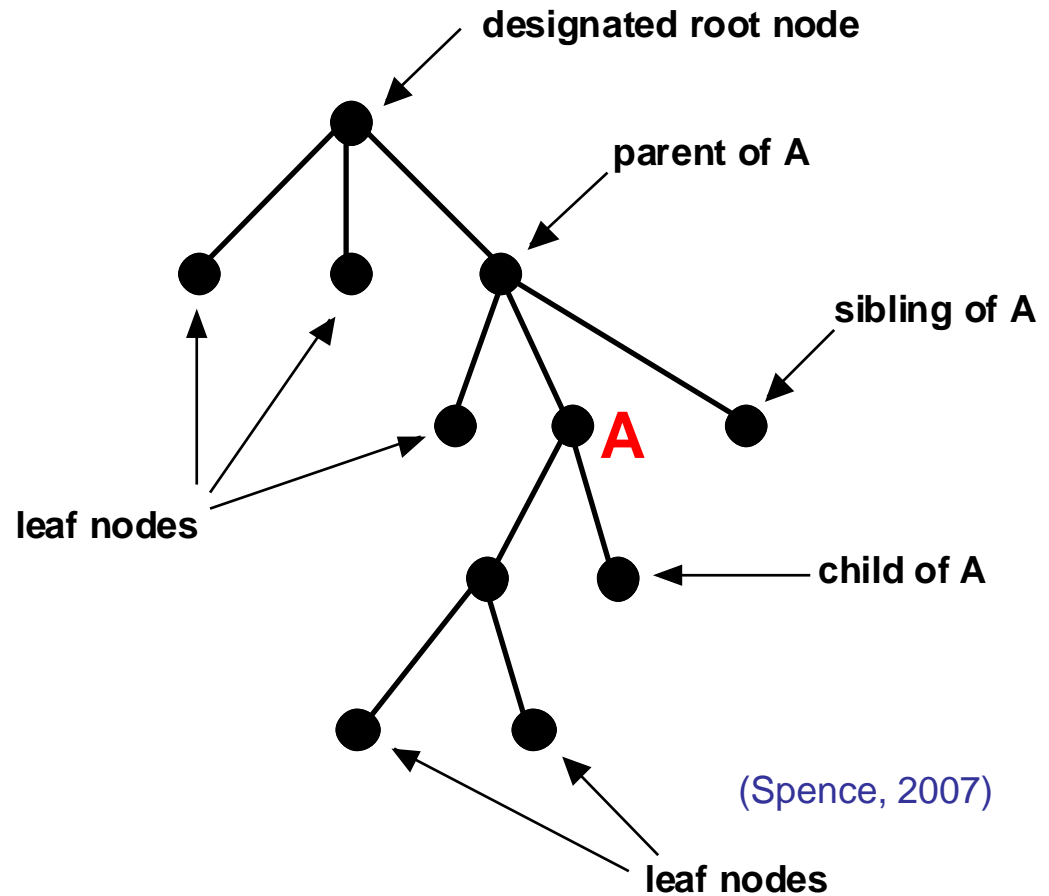 designated root node
parent of A
sibling of A
A
leaf nodes
child of A
(Spence, 2007)
leaf nodes